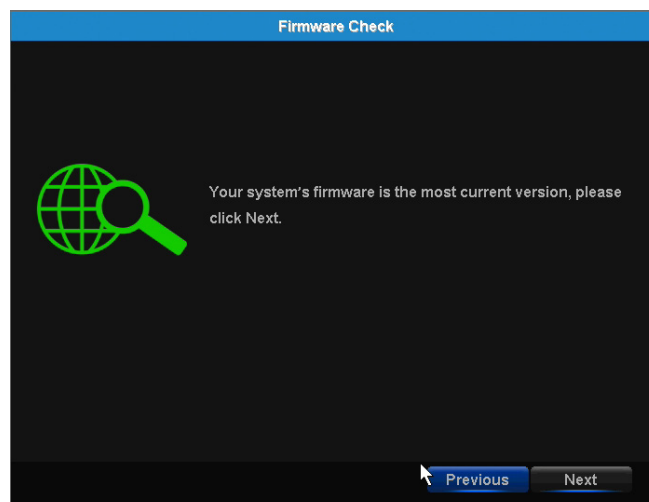 Firmware Check
Your system's firmware is the most current version, please
click Next.
Previous
Next